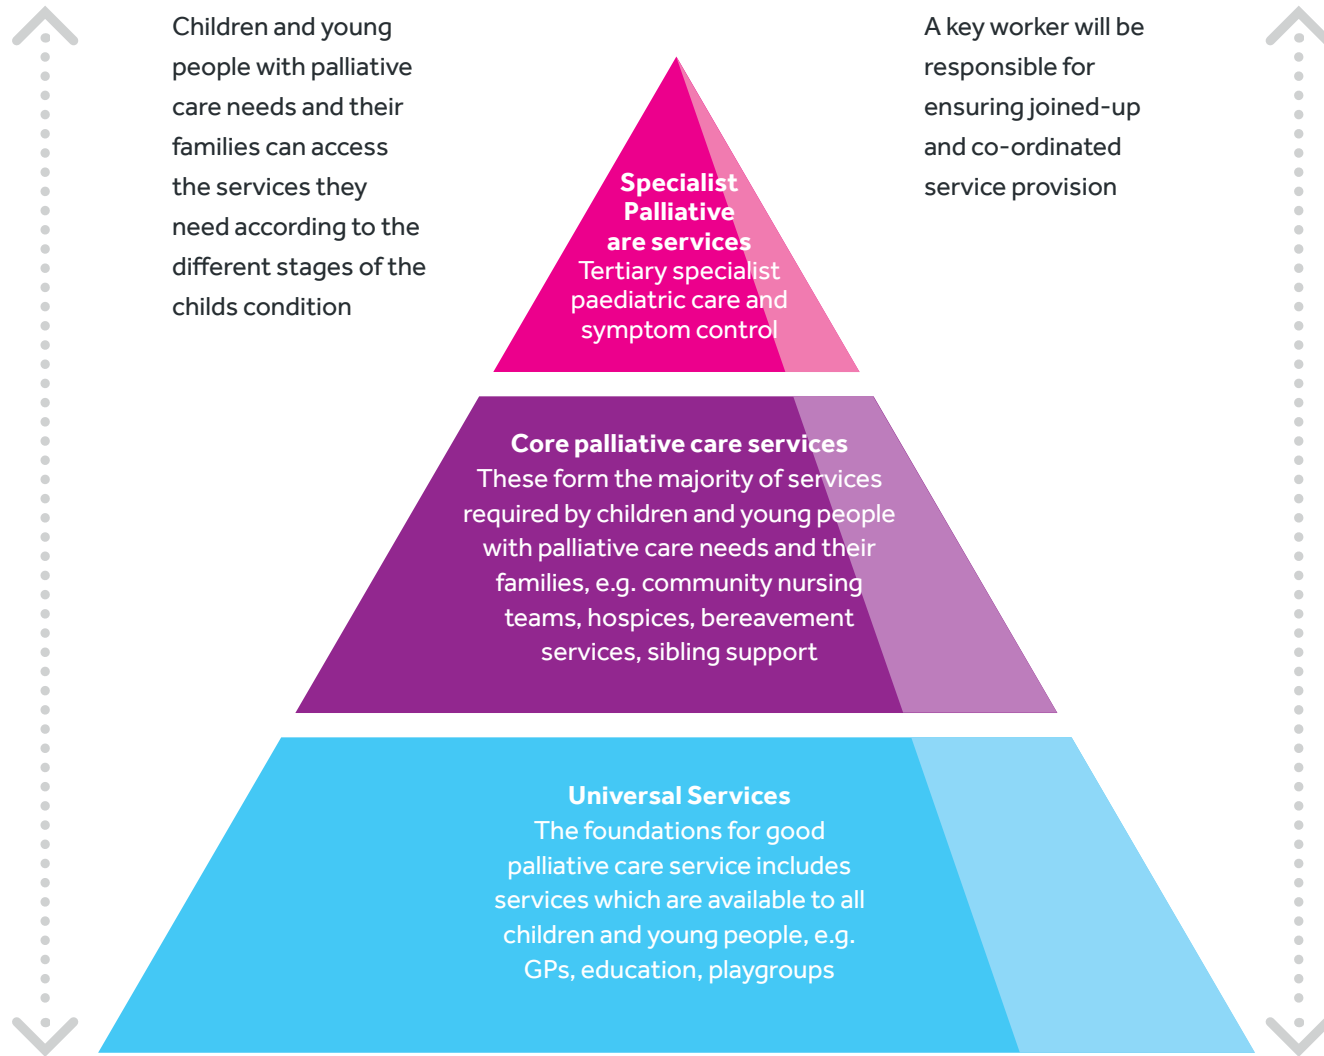 Children and young
people with palliative
care needs and their
families can access
the services they
need according to the
different stages of the
childs condition
A key worker will be
responsible for
ensuring joined-up
and co-ordinated
service provision
Specialist
Palliative
are services
Tertiary specialist
paediatric care and
symptom control
Core palliative care services
These form the majority of services
required by children and young people
with palliative care needs and their
families, e.g. community nursing
teams, hospices, bereavement
services, sibling support
Universal Services
The foundations for good
palliative care service includes
services which are available to all
children and young people, e.g.
GPs, education, playgroups